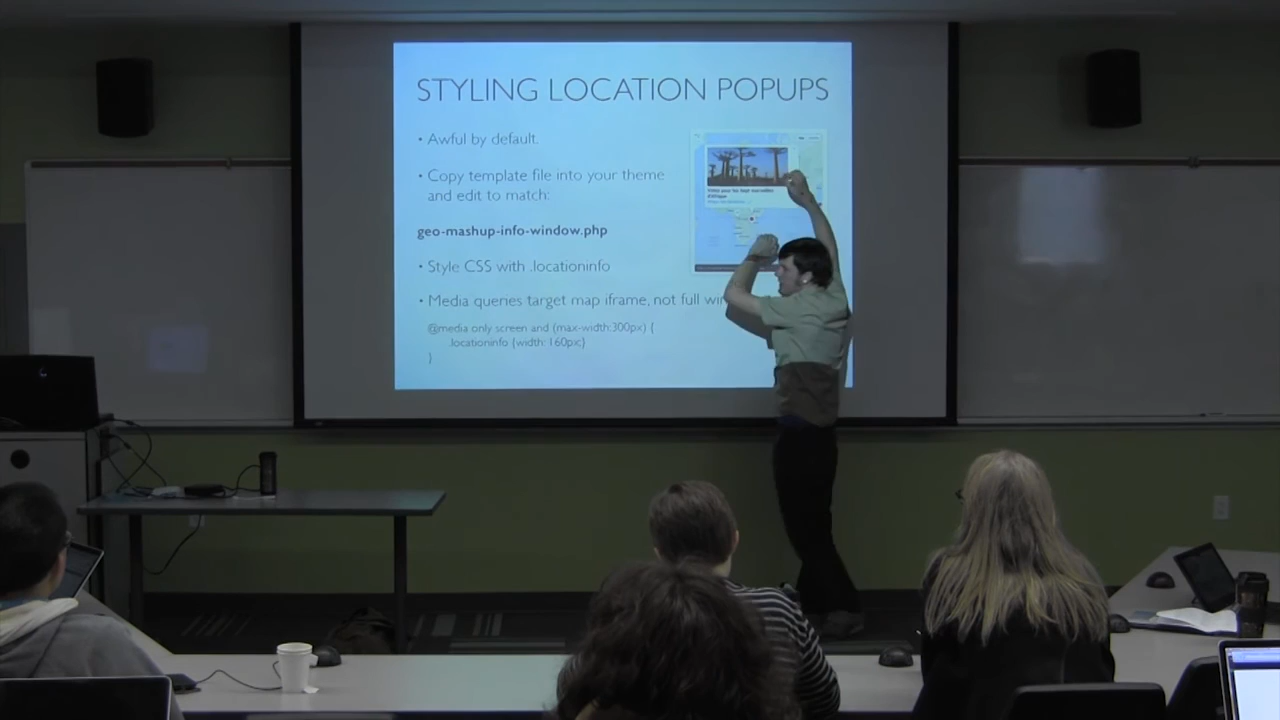 STYLING LOCATION POPUPS
• Awful by default.
• Copy template file into your theme
and edit to match:
geo-mashup-info-window.php
• Style CSS with .locationinfo
• Media queries target map iframe, not full
@media only screen and (max-width:300px) {
.locationinfo {width: 160px;}
}